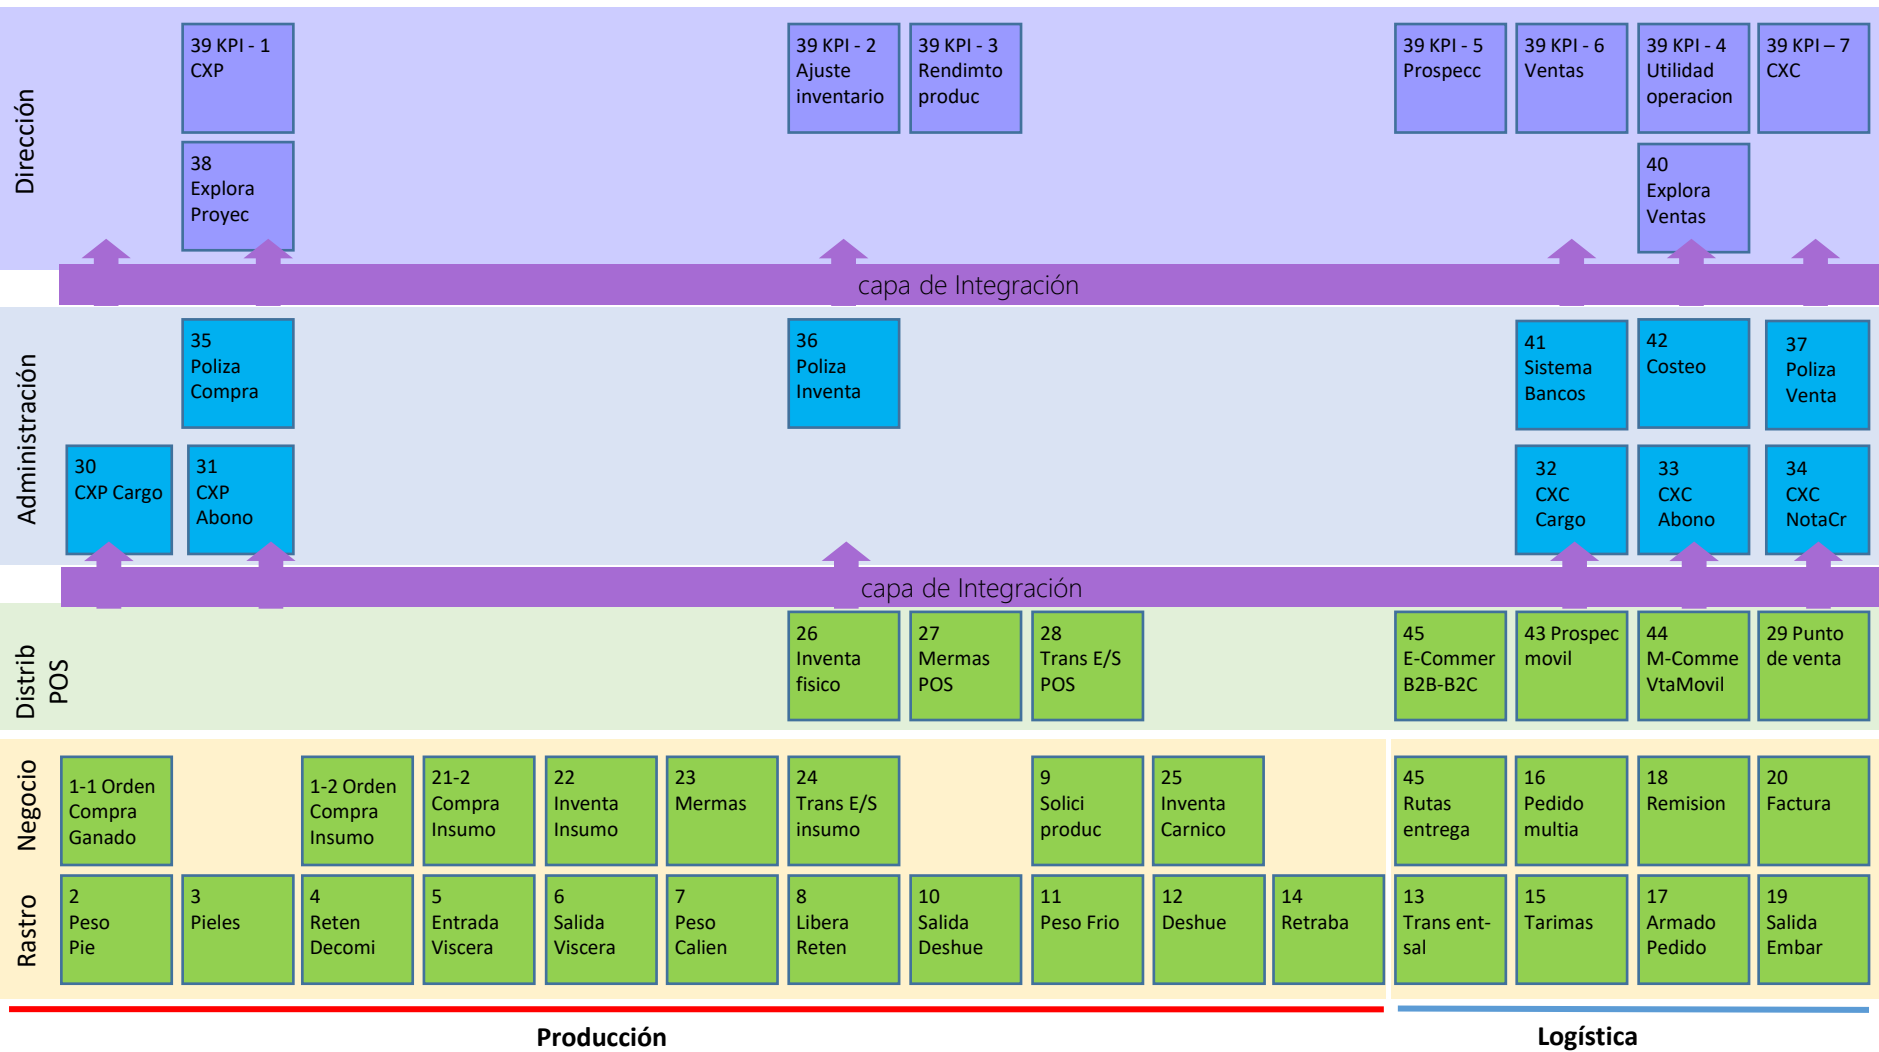 Dirección
39 KPI - 1
CXP
39 KPI - 2
Ajuste
inventario
39 KPI - 3
Rendimto
produc
39 KPI - 5
Prospecc
39 KPI - 6
Ventas
39 KPI - 4
Utilidad
operacion
39 KPI – 7
CXC
38
Explora
Proyec
40
Explora
Ventas
capa de Integración
Administración
35
Poliza
Compra
36
Poliza
Inventa
41
Sistema
Bancos
42
Costeo
37
Poliza
Venta
30
CXP Cargo
31
CXP
Abono
32
CXC
Cargo
33
CXC
Abono
34
CXC
NotaCr
capa de Integración
Distrib
POS
26
Inventa
fisico
27
Mermas
POS
28
Trans E/S
POS
45
E-Commer
B2B-B2C
43 Prospec
movil
44
M-Comme
VtaMovil
29 Punto
de venta
Negocio
1-1 Orden
Compra
Ganado
1-2 Orden
Compra
Insumo
21-2
Compra
Insumo
22
Inventa
Insumo
23
Mermas
24
Trans E/S
insumo
9
Solici
produc
25
Inventa
Carnico
45
Rutas
entrega
16
Pedido
multia
18
Remision
20
Factura
Rastro
2
Peso
Pie
3
Pieles
4
Reten
Decomi
5
Entrada
Viscera
6
Salida
Viscera
7
Peso
Calien
8
Libera
Reten
10
Salida
Deshue
11
Peso Frio
12
Deshue
14
Retraba
13
Trans ent-
sal
15
Tarimas
17
Armado
Pedido
19
Salida
Embar
Producción
Logística